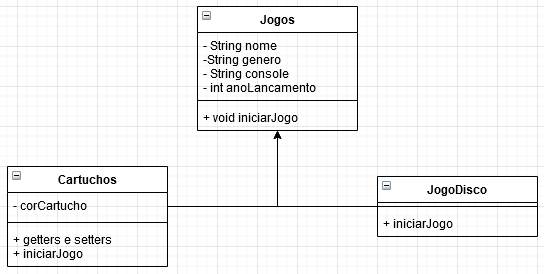 Jogos
- String nome
-String genero
- String console
- int anoLancamento
+ void iniciarJogo
Cartuchos
- corCartucho
+ getters e setters
+ iniciarJogo
JogoDisco
+ iniciarJogo